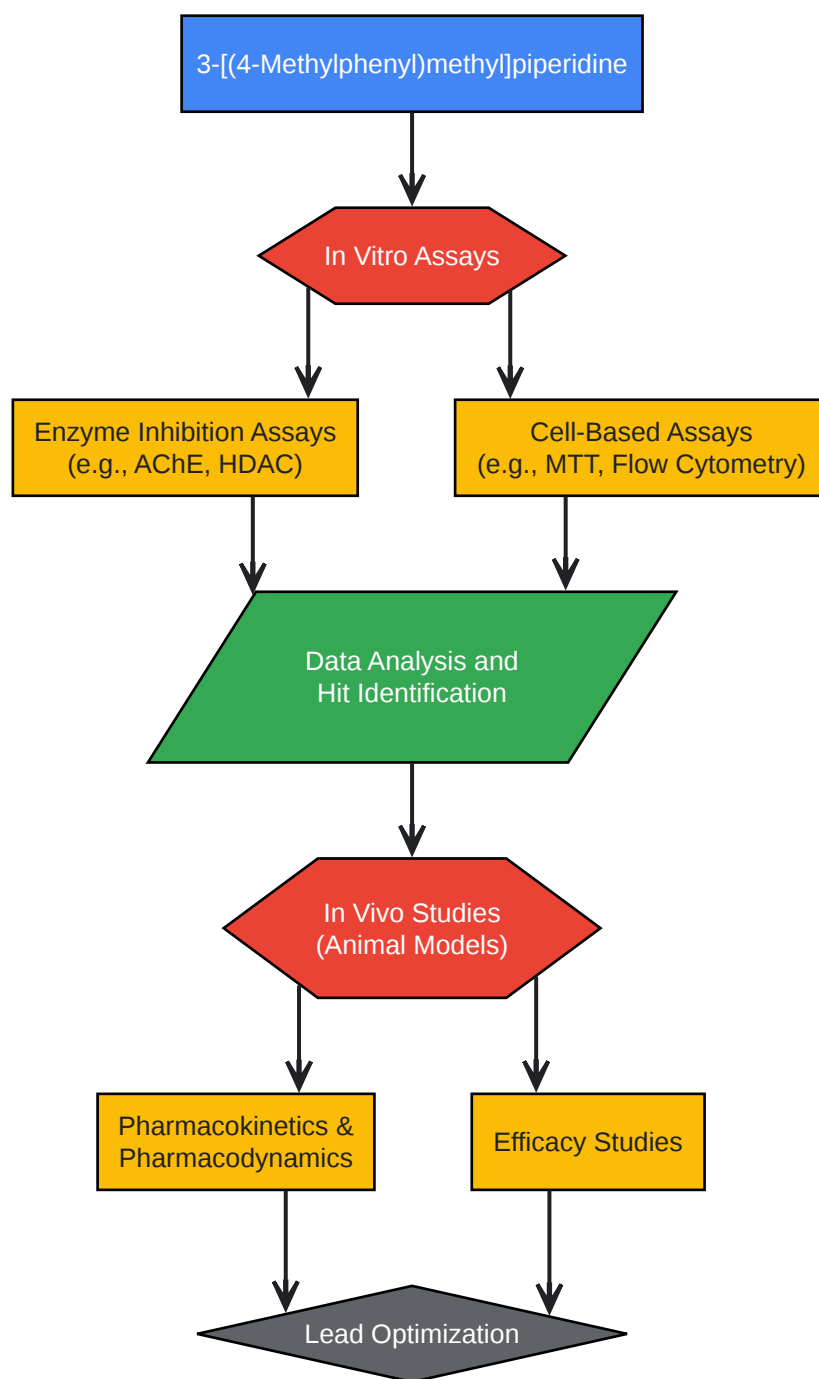 3-[(4-Methylphenyl)methyl]piperidine
In Vitro Assays
Enzyme Inhibition Assays
(e.g., AChE, HDAC)
Cell-Based Assays
(e.g., MTT, Flow Cytometry)
Data Analysis and
Hit Identification
In Vivo Studies
(Animal Models)
Pharmacokinetics &
Pharmacodynamics
Efficacy Studies
Lead Optimization